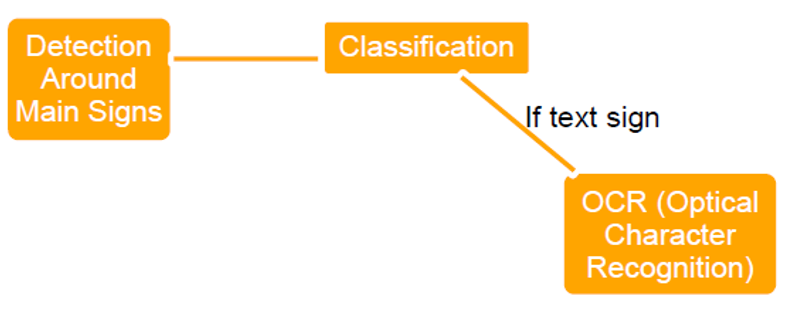 Detection
Around
Main Signs
Classification
If text sign
OCR (Optical
Character
Recognition)